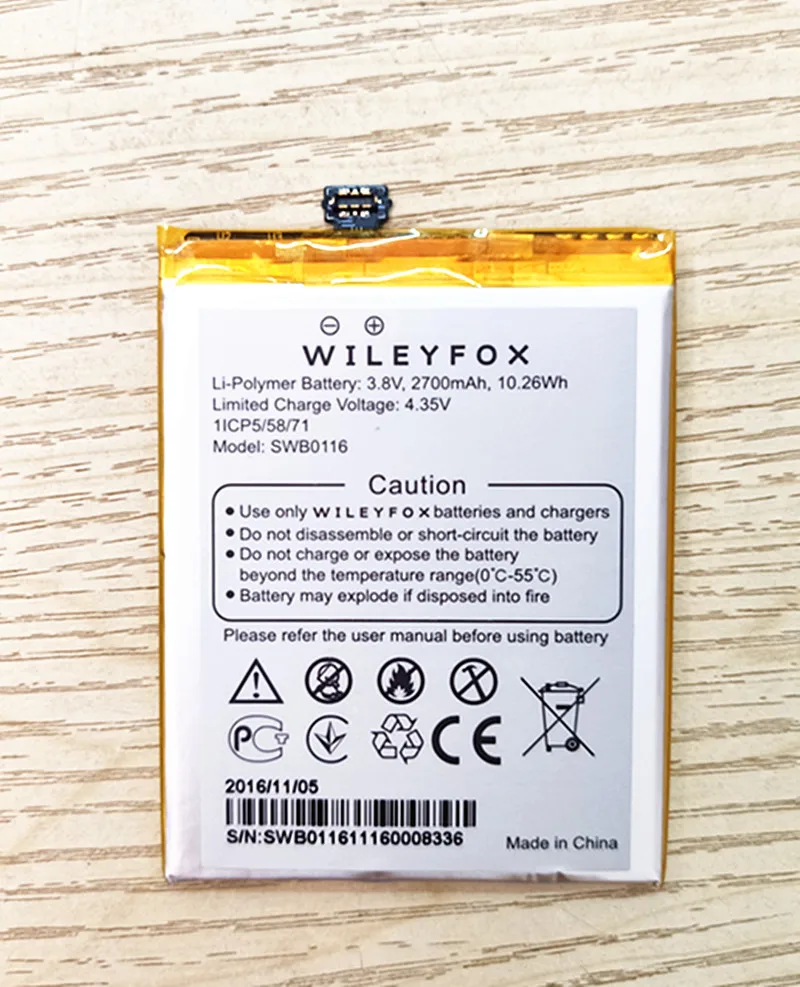 ⊖ ⊕
WILEYFOX
Li-Polymer Battery: 3.8V, 2700mAh, 10.26Wh
Limited Charge Voltage: 4.35V
1ICP5/58/71
Model: SWB0116
Caution
• Use only WILEYFOX batteries and chargers
• Do not disassemble or short-circuit the battery
• Do not charge or expose the battery
beyond the temperature range(0°C-55°C)
• Battery may explode if disposed into fire
Please refer the user manual before using battery
CE
2016/11/05
S/N:SWB011611160008336
Made in China